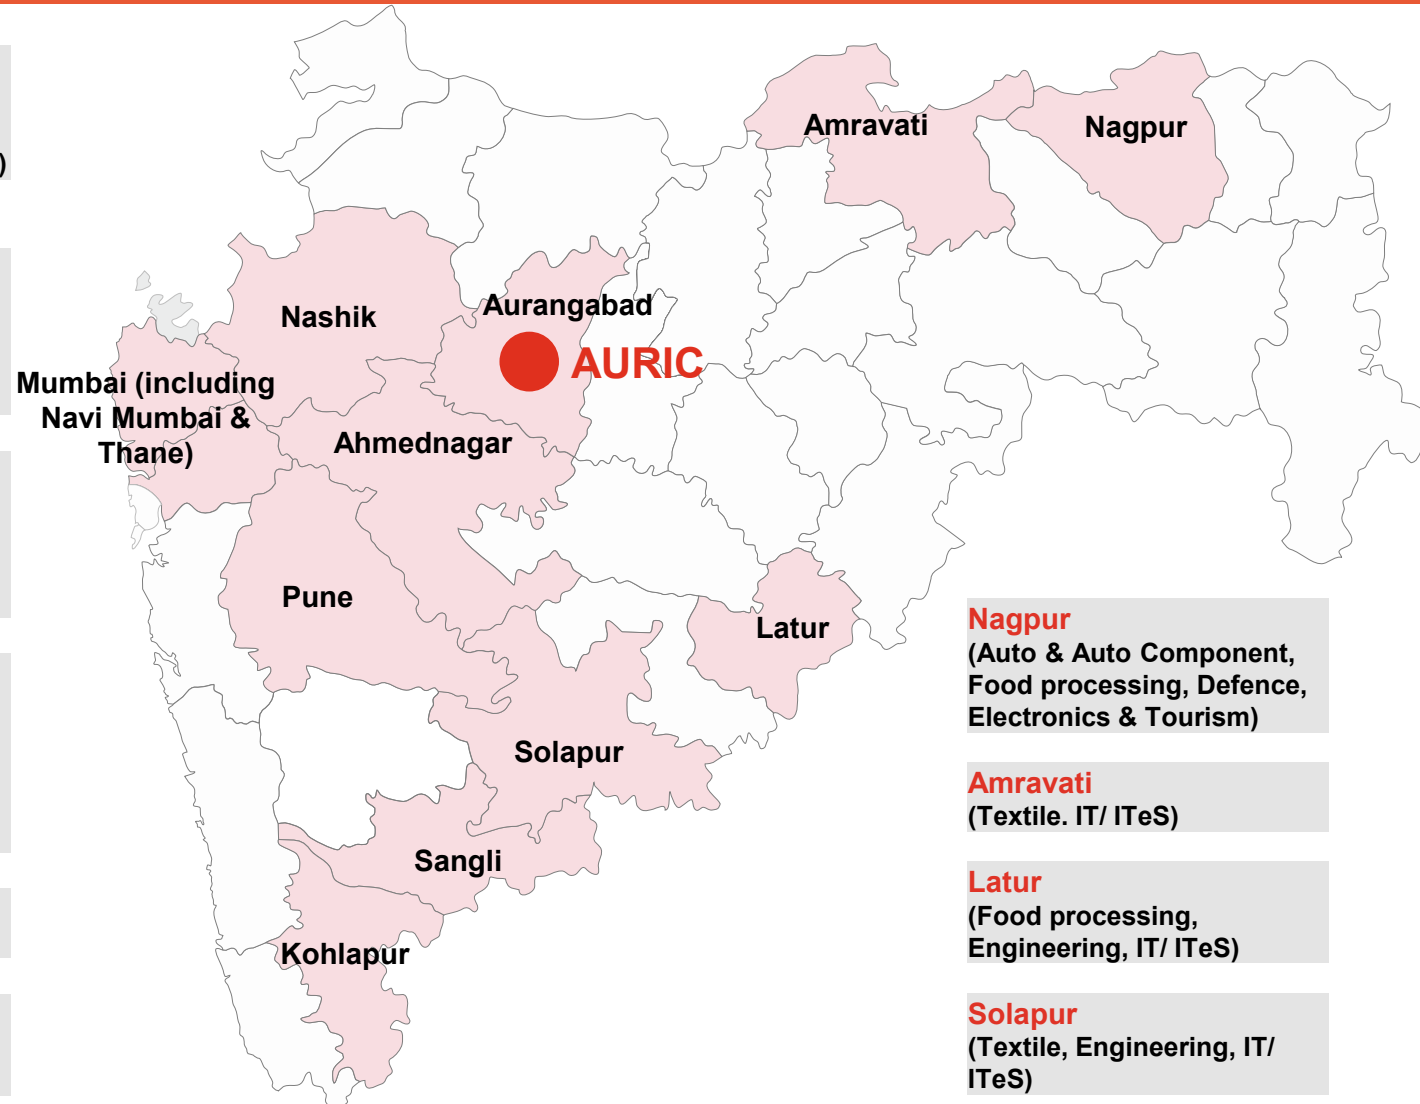 )
Amravati
Nagpur
Nashik
Aurangabad
AURIC
Mumbai (including
Navi Mumbai &
Thane)
Ahmednagar
Pune
Latur
Solapur
Sangli
Kohlapur
Nagpur
(Auto & Auto Component,
Food processing, Defence,
Electronics & Tourism)
Amravati
(Textile. IT/ ITeS)
Latur
(Food processing,
Engineering, IT/ ITeS)
Solapur
(Textile, Engineering, IT/
ITeS)